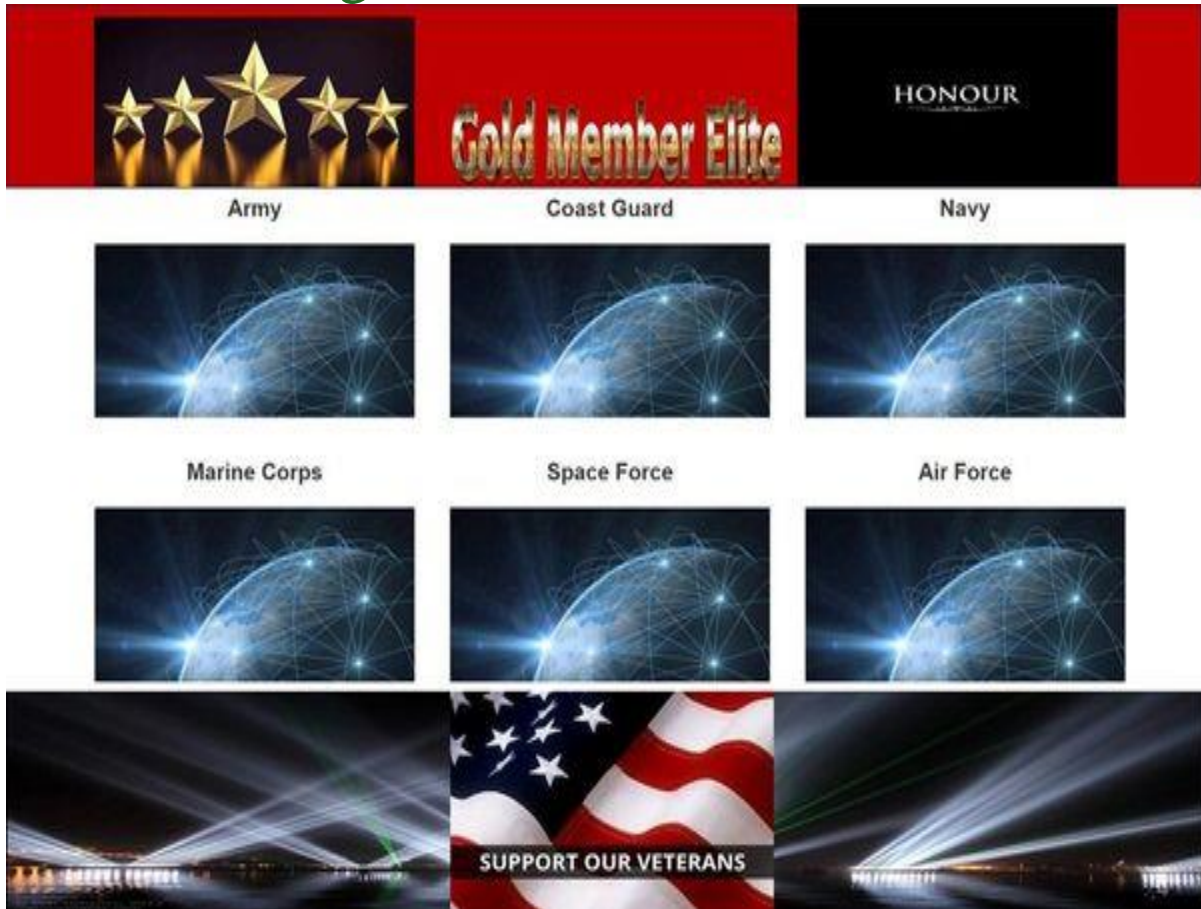 Gold Member Elite
HONOUR
Army
Coast Guard
Navy
Marine Corps
Space Force
Air Force
SUPPORT OUR VETERANS